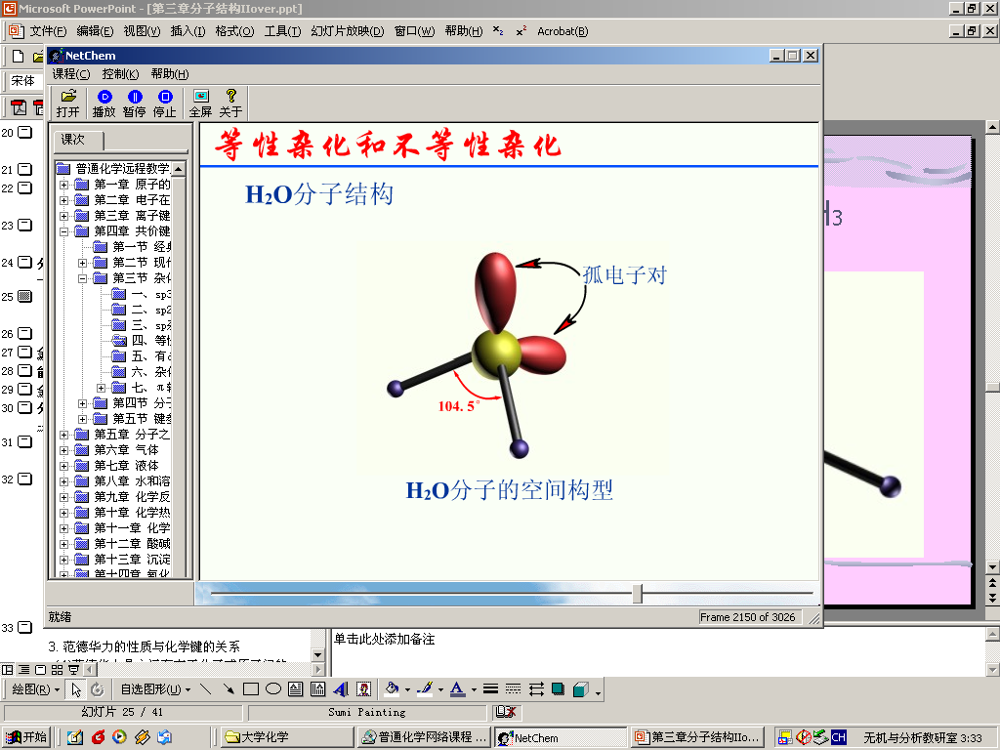 Microsoft PowerPoint - [第三章分子结构IIover.ppt]
文件(F) 编辑(E) 视图(V) 插入(I) 格式(O) 工具(T) 幻灯片放映(D) 窗口(W) 帮助(H) Acrobat(B)
宋体
NetChem
课程(C) 控制(K) 帮助(H)
打开 播放 暂停 停止 全屏 关于
课次
普通化学远程教学
第一章 原子的
第二章 电子在
第三章 离子键
第四章 共价键
第一节 经典
第二节 现代
第三节 杂化
一、sp3
二、sp2
三、sp杂
四、等性
五、有
六、杂化
七、π
第四节 分子
第五节 键参
第五章 分子之
第六章 气体
第七章 液体
第八章 水和溶
第九章 化学反
第十章 化学热
第十一章 化学
第十二章 酸碱
第十三章 沉淀
第十四章 氧化
等性杂化和不等性杂化
H₂O分子结构
孤电子对
104.5°
H₂O分子的空间构型
就绪
Frame 2150 of 3026
20
21
22
23
24
25
26
27
28
29
30
31
32
33
H₃
3. 范德华力的性质与化学键的关系
单击此处添加备注
绘图(R) 自选图形(U)
幻灯片 25 / 41
Sumi Painting
开始
大学化学
普通化学网络课程 ...
NetChem
第三章分子结构IIo...
CH
无机与分析教研室 3:33